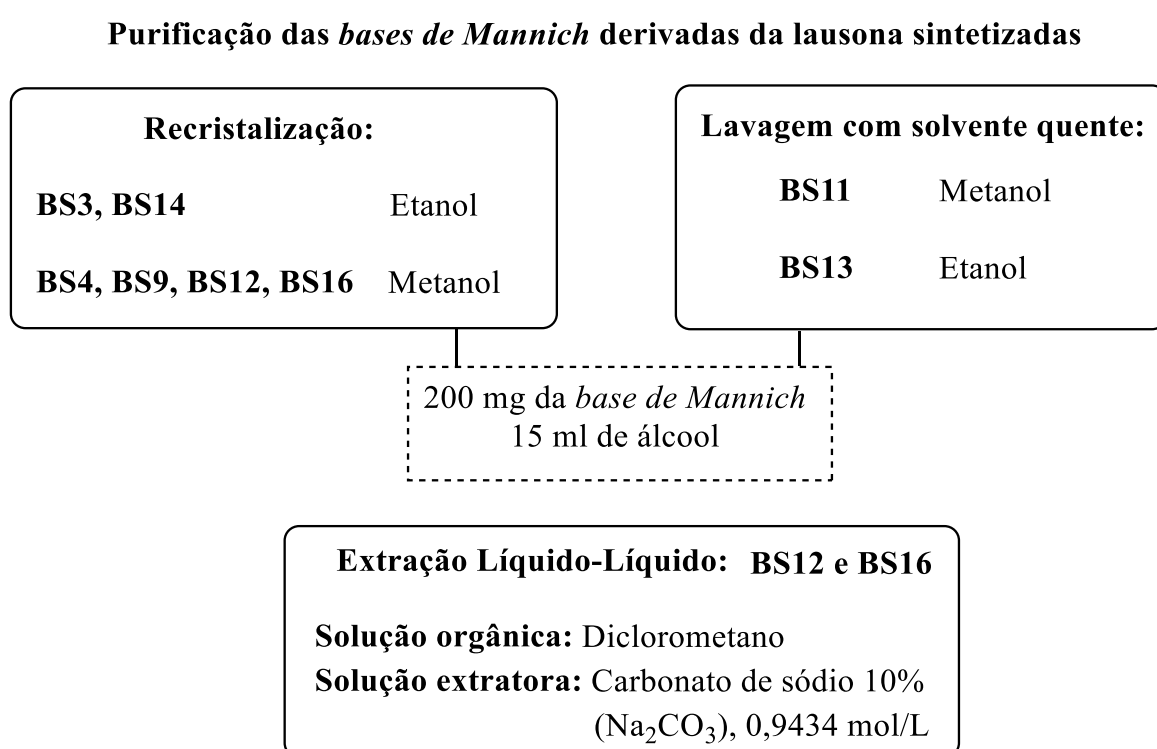 Purificação das bases de Mannich derivadas da lausona sintetizadas
Recristalização:
BS3, BS14 Etanol
BS4, BS9, BS12, BS16 Metanol
Lavagem com solvente quente:
BS11 Metanol
BS13 Etanol
200 mg da base de Mannich
15 ml de álcool
Extração Líquido-Líquido: BS12 e BS16
Solução orgânica: Diclorometano
Solução extratora: Carbonato de sódio 10%
(Na₂CO₃), 0,9434 mol/L